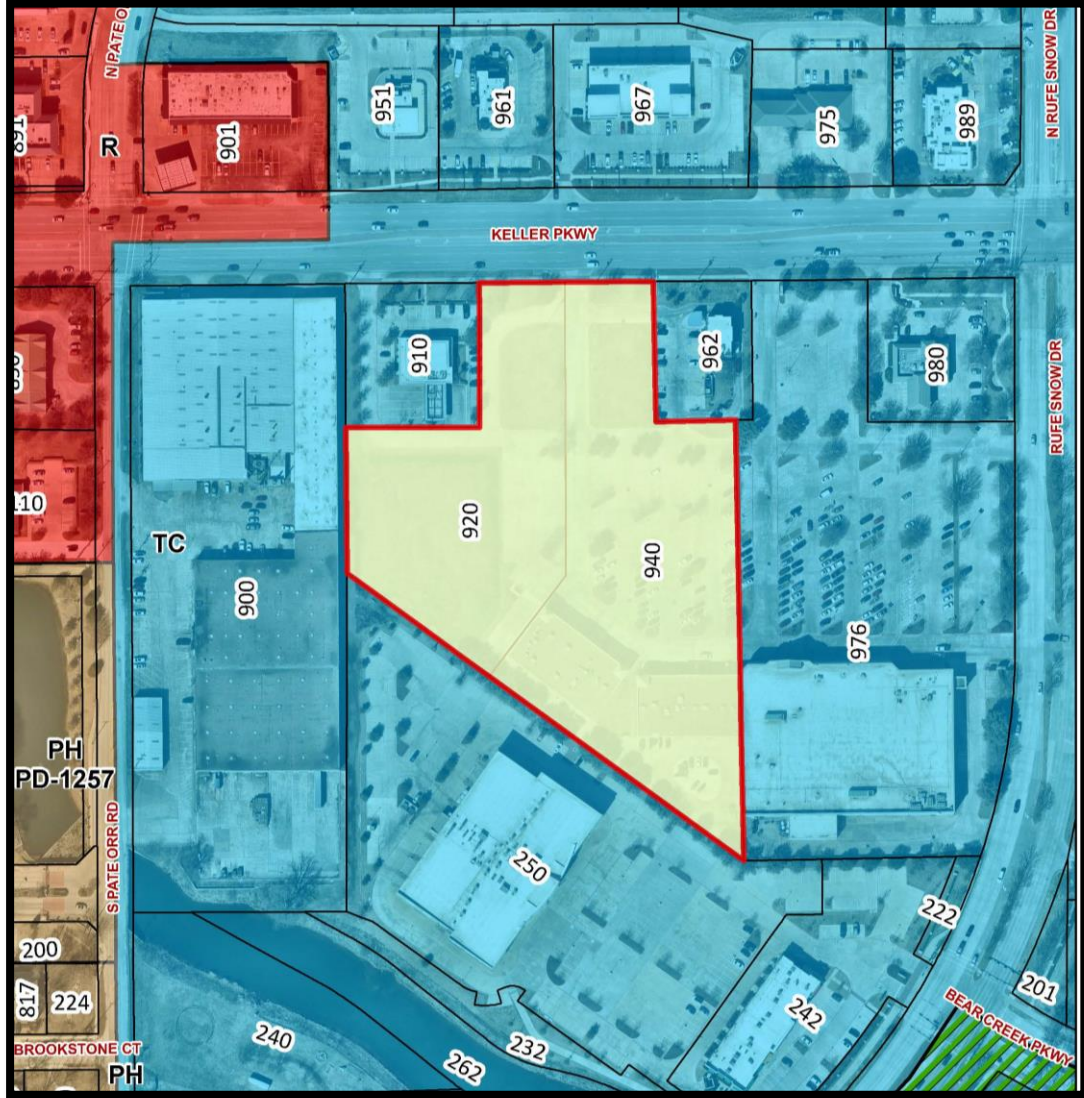 N PATE O
N RUFE SNOW DR
951
961
967
975
989
901
891
R
KELLER PKWY
910
962
980
RUFE SNOW DR
920
940
TC
900
976
PH
PD-1257
S PATE ORR RD
250
222
200
817
224
242
201
BEAR CREEK PKWY
BROOKSTONE CT
240
232
262
PH